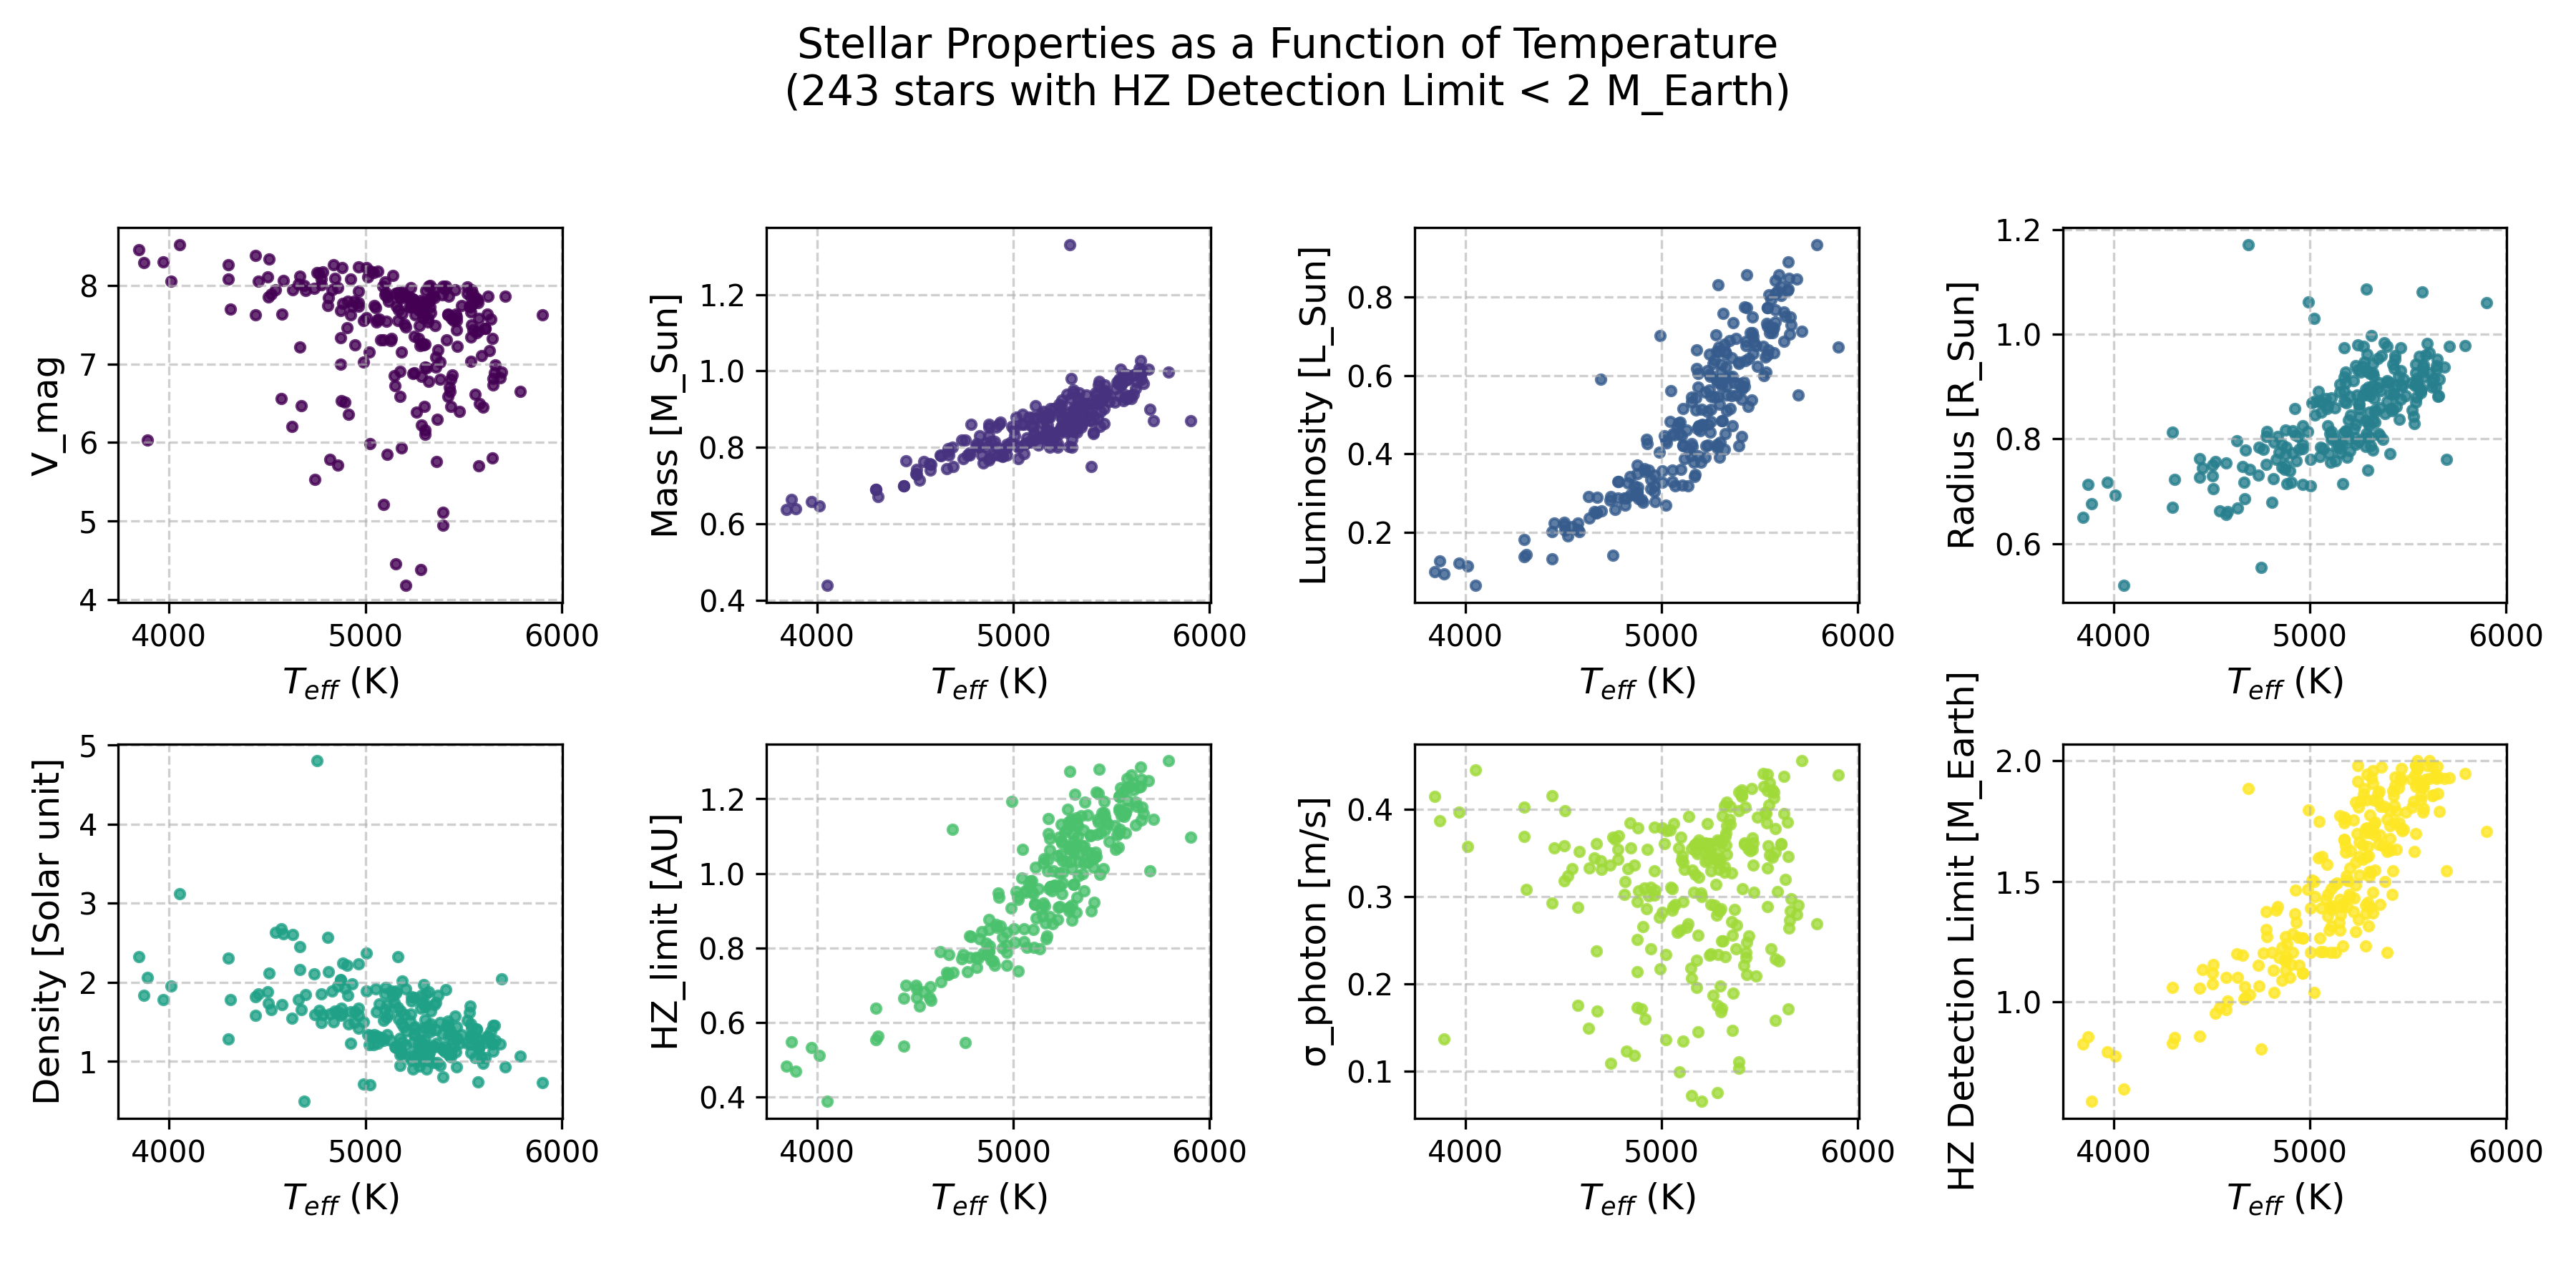 Stellar Properties as a Function of Temperature
(243 stars with HZ Detection Limit < 2 M_Earth)
V_mag
8
7
6
5
4
4000 5000 6000
T_eff (K)
Mass [M_Sun]
1.2
1.0
0.8
0.6
0.4
4000 5000 6000
T_eff (K)
Luminosity [L_Sun]
0.8
0.6
0.4
0.2
4000 5000 6000
T_eff (K)
Radius [R_Sun]
1.2
1.0
0.8
0.6
4000 5000 6000
T_eff (K)
Density [Solar unit]
5
4
3
2
1
4000 5000 6000
T_eff (K)
HZ_limit [AU]
1.2
1.0
0.8
0.6
0.4
4000 5000 6000
T_eff (K)
σ_photon [m/s]
0.4
0.3
0.2
0.1
4000 5000 6000
T_eff (K)
HZ Detection Limit [M_Earth]
2.0
1.5
1.0
4000 5000 6000
T_eff (K)